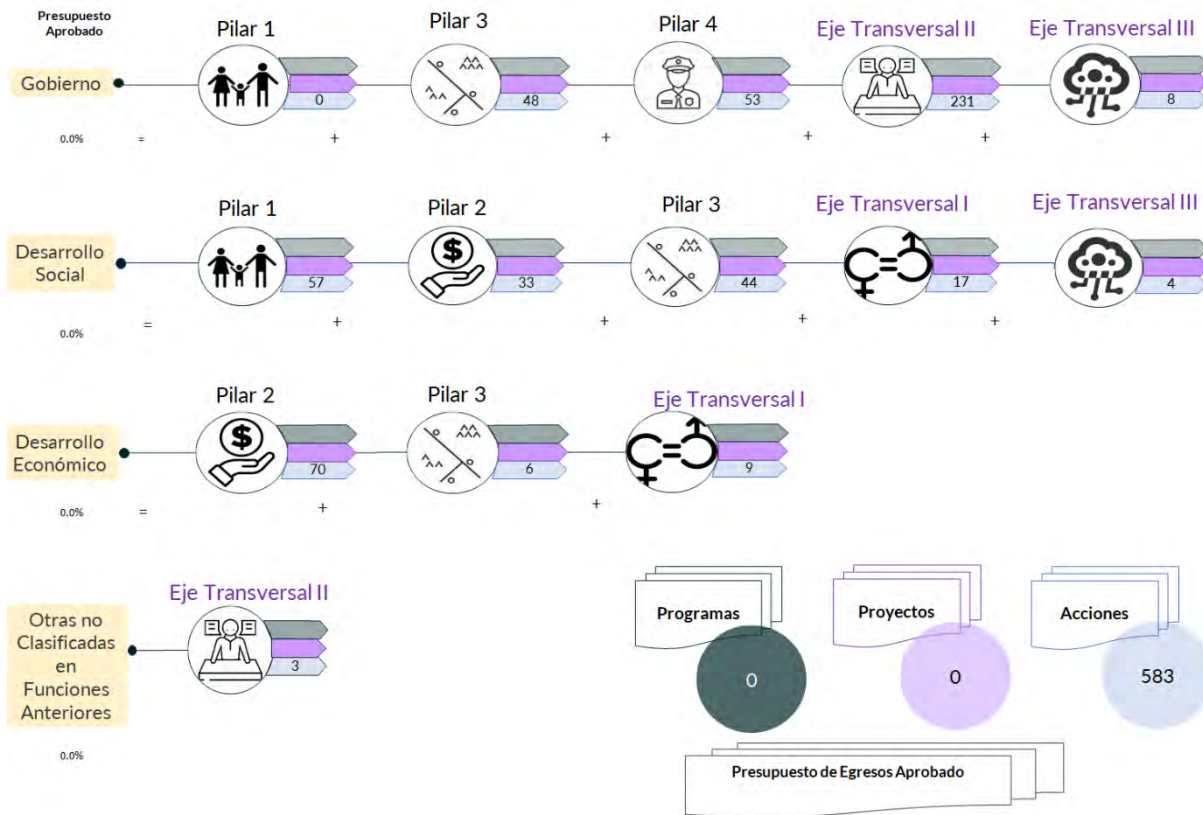 Presupuesto
Aprobado
Pilar 1
Pilar 3
Pilar 4
Eje Transversal II
Eje Transversal III
Gobierno
0
48
53
231
8
0.0%
=
+
+
+
+
Pilar 1
Pilar 2
Pilar 3
Eje Transversal I
Eje Transversal III
Desarrollo
Social
57
33
44
17
4
0.0%
=
+
+
+
+
Pilar 2
Pilar 3
Eje Transversal I
Desarrollo
Económico
70
6
9
0.0%
=
+
+
Eje Transversal II
Otras no
Clasificadas
en
Funciones
Anteriores
3
0.0%
Programas
Proyectos
Acciones
0
0
583
Presupuesto de Egresos Aprobado